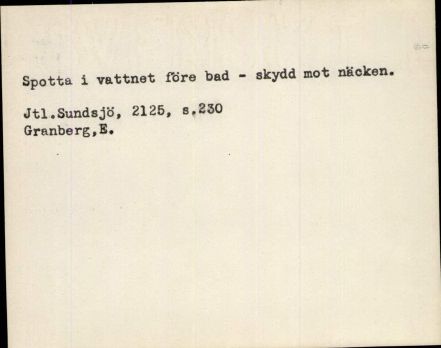 Spotta i vattnet före bad - skydd mot näcken.
Jtl.Sundsjö, 2125, s.230
Granberg,E.